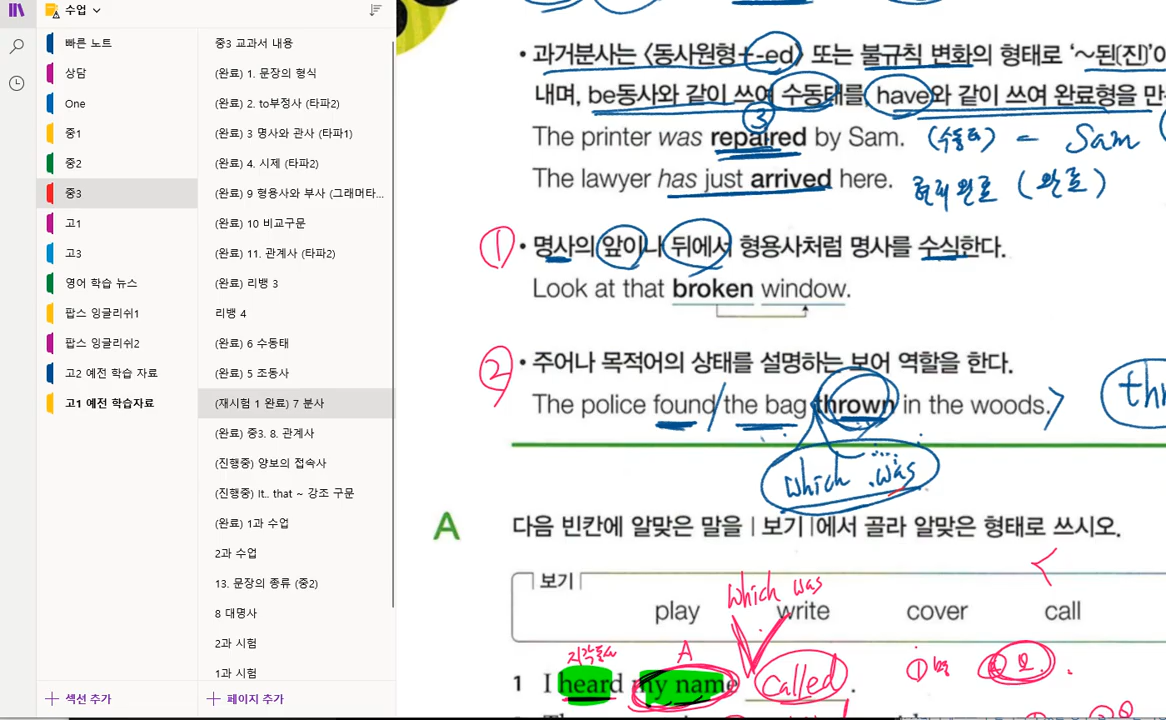 수업
빠른 노트
상담
One
중1
중2
중3
고1
고3
영어 학습 뉴스
팝스 잉글리쉬1
팝스 잉글리쉬2
고2 예전 학습 자료
고1 예전 학습자료
섹션 추가
중3 교과서 내용
(완료) 1. 문장의 형식
(완료) 2. to부정사 (타파2)
(완료) 3 명사와 관사 (타파1)
(완료) 4. 시제 (타파2)
(완료) 9 형용사와 부사 (그래머타...
(완료) 10 비교구문
(완료) 11. 관계사 (타파2)
(완료) 리뱅 3
리뱅 4
(완료) 6 수동태
(완료) 5 조동사
(재시험 1 완료) 7 분사
(완료) 중3. 8. 관계사
(진행중) 양보의 접속사
(진행중) It.. that ~ 강조 구문
(완료) 1과 수업
2과 수업
13. 문장의 종류 (중2)
8 대명사
2과 시험
1과 시험
페이지 추가
• 과거분사는 〈동사원형+-ed〉 또는 불규칙 변화의 형태로 '~된(진)'
내며, be동사와 같이 쓰여 수동태를, have와 같이 쓰여 완료형을 만
3
The printer was repaired by Sam. (수동태) - Sam
The lawyer has just arrived here. 현재완료 (완료)
① • 명사의 앞이나 뒤에서 형용사처럼 명사를 수식한다.
Look at that broken window.
② • 주어나 목적어의 상태를 설명하는 보어 역할을 한다.
The police found / the bag thrown in the woods.
which was
A 다음 빈칸에 알맞은 말을 |보기|에서 골라 알맞은 형태로 쓰시오.
보기
which was
play write cover call
지각동사 A
1 I heard my name called.